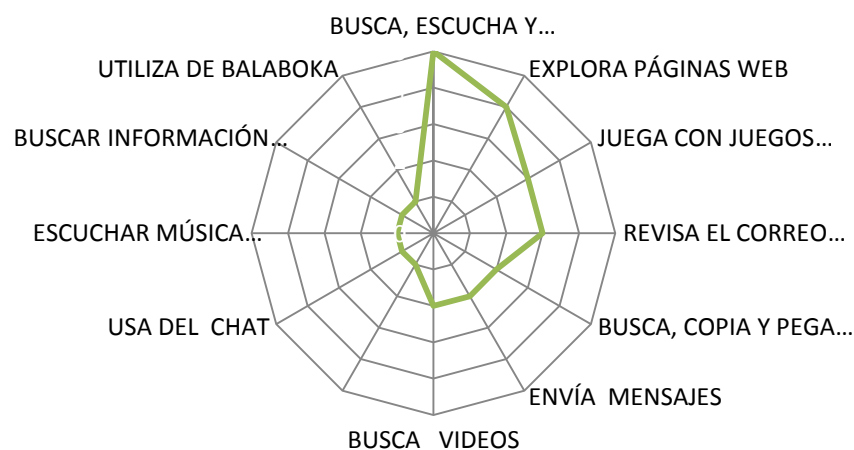 BUSCA, ESCUCHA Y…
EXPLORA PÁGINAS WEB
JUEGA CON JUEGOS…
REVISA EL CORREO…
BUSCA, COPIA Y PEGA…
ENVÍA  MENSAJES
BUSCA   VIDEOS
USA DEL  CHAT
ESCUCHAR MÚSICA…
BUSCAR INFORMACIÓN…
UTILIZA DE BALABOKA